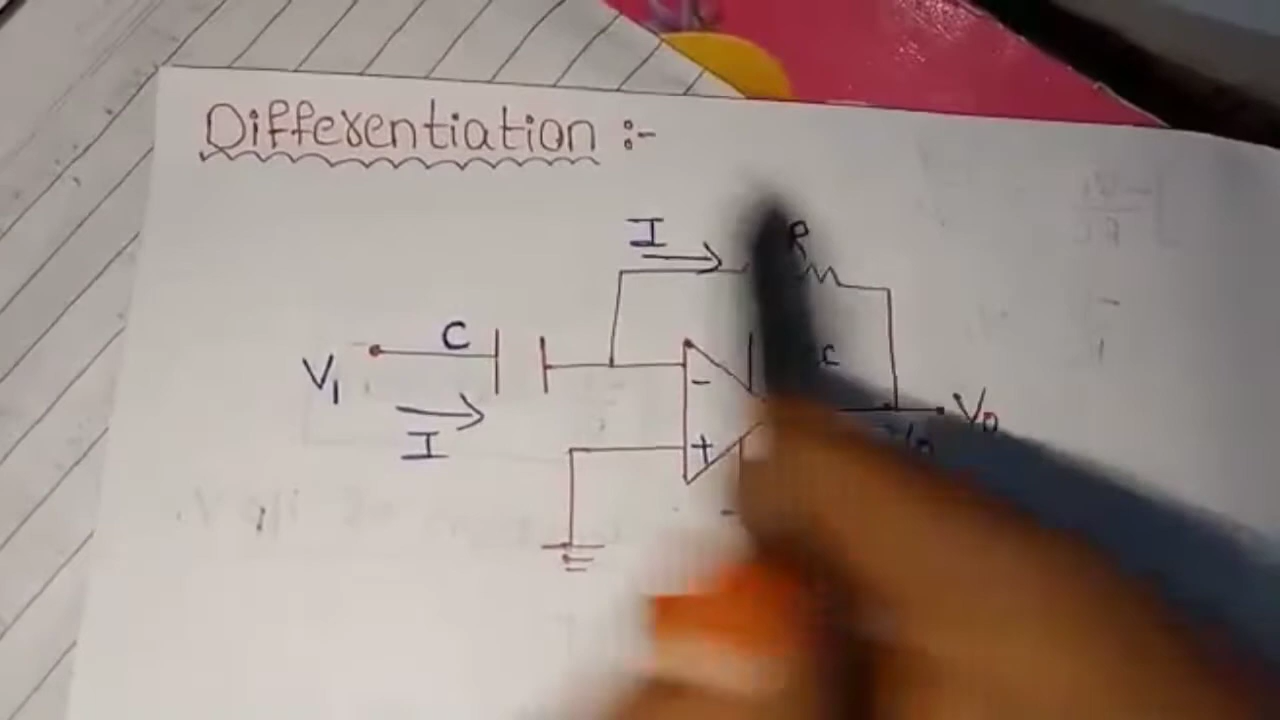 Differentiation :-
I
R
C
V1
I
-
+
c
Vo